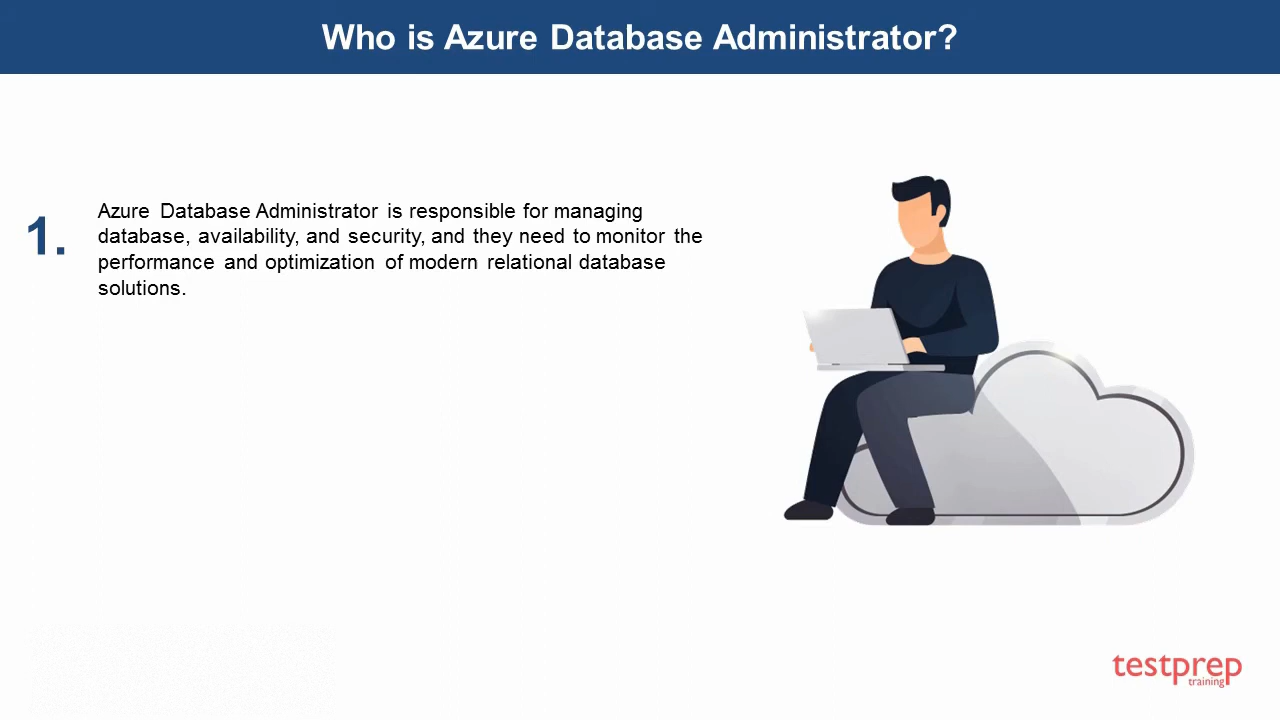 Who is Azure Database Administrator?
1.
Azure Database Administrator is responsible for managing
database, availability, and security, and they need to monitor the
performance and optimization of modern relational database
solutions.
testprep
training